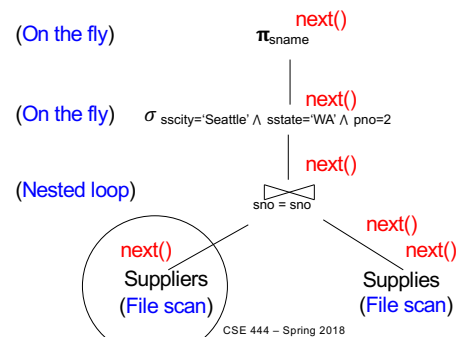 next()
(On the fly) π sname
next()
(On the fly) σ sscity='Seattle' ∧ sstate='WA' ∧ pno=2
next()
(Nested loop)
sno = sno
next()
next() next()
Suppliers Supplies
(File scan) (File scan)
CSE 444 – Spring 2018